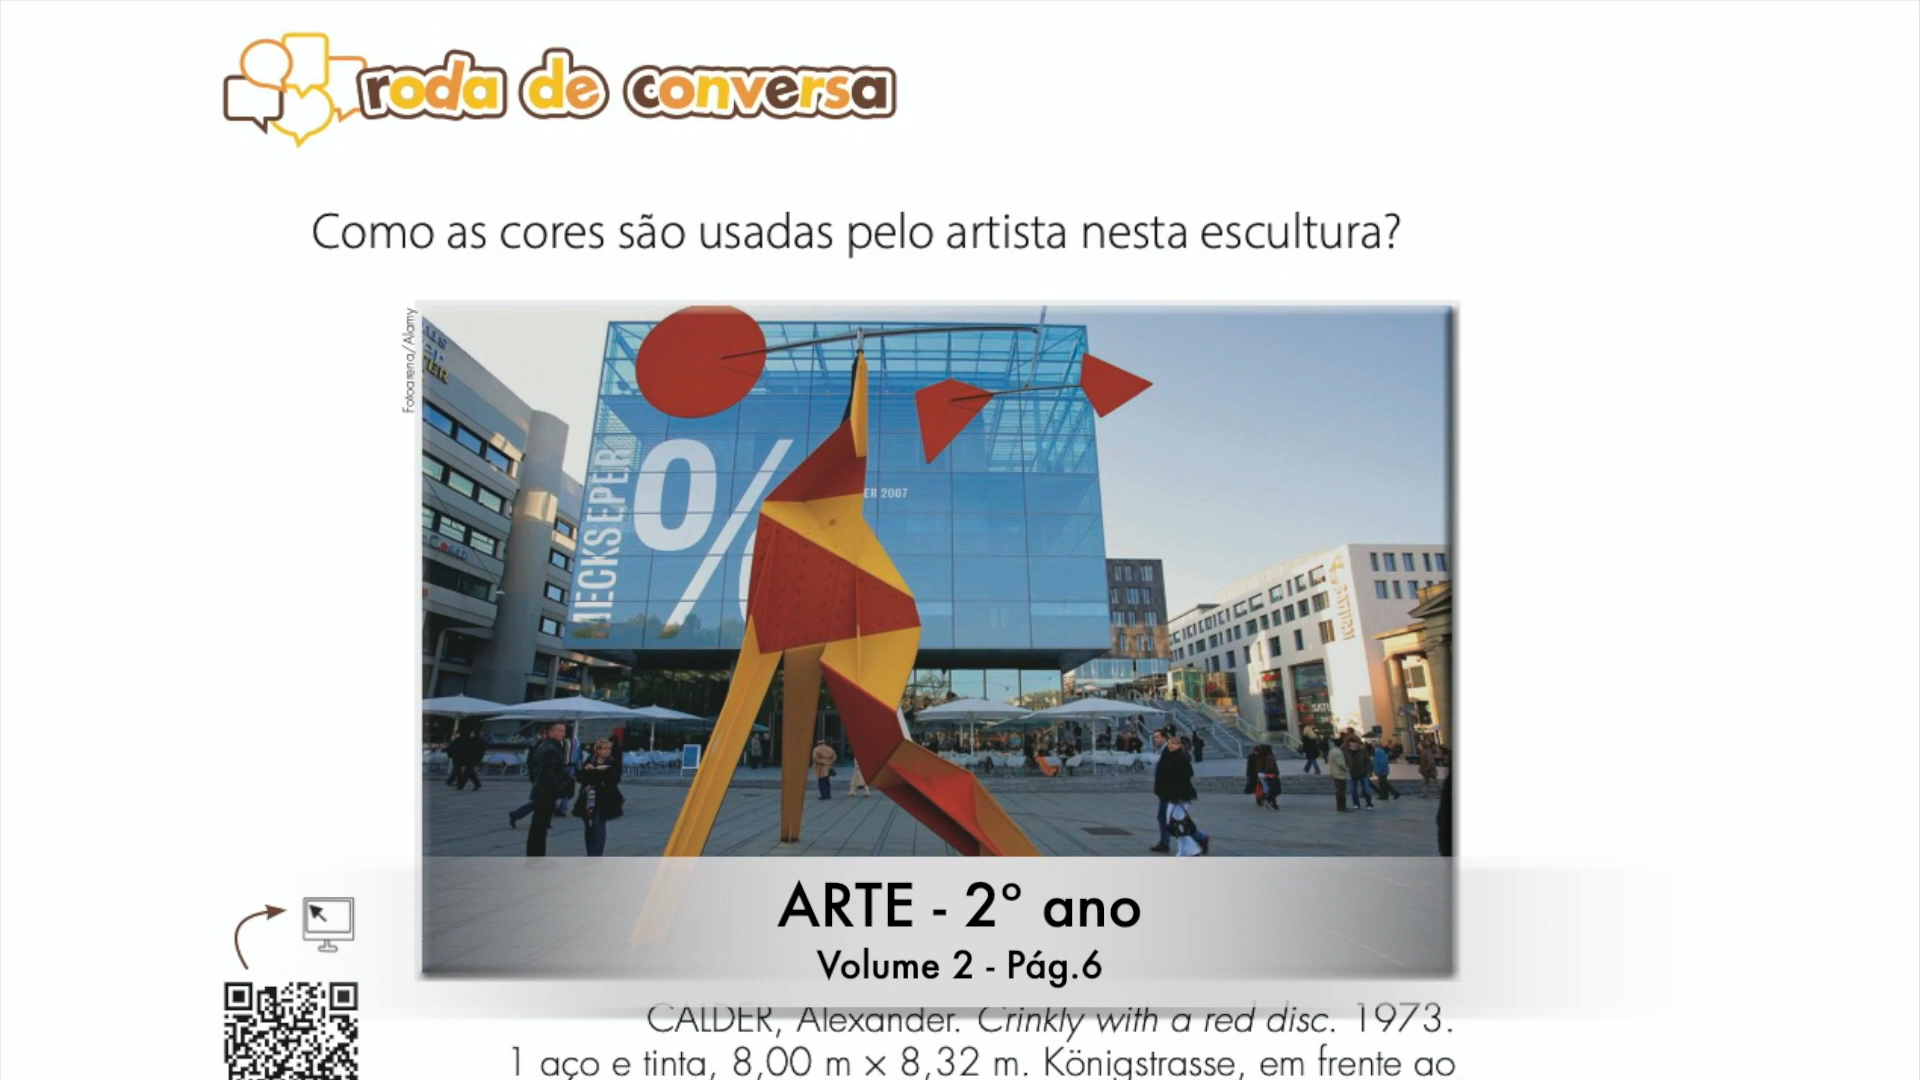 roda de conversa
Como as cores são usadas pelo artista nesta escultura?
Fotoarena/Alamy
MECKSEPER
%
ER 2007
ARTE - 2° ano
Volume 2 - Pág.6
CALDER, Alexander. Crinkly with a red disc. 1973.
1 aço e tinta, 8,00 m × 8,32 m. Königstrasse, em frente ao